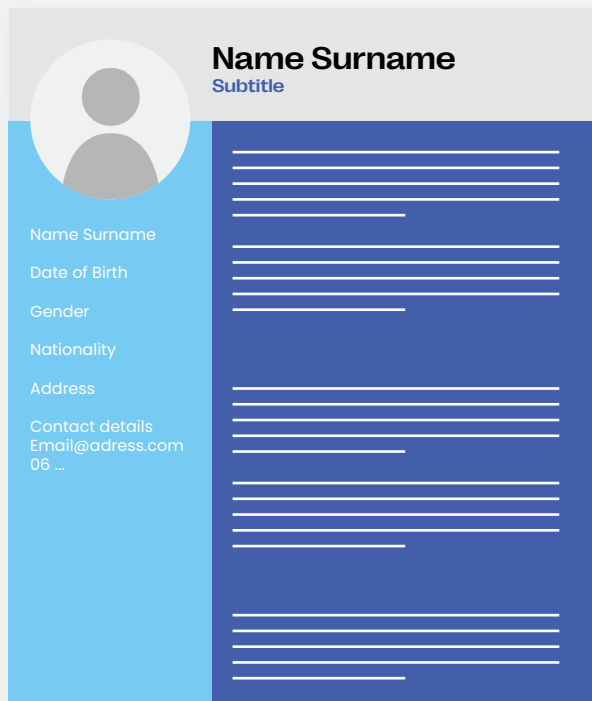 Name Surname
Subtitle
Name Surname
Date of Birth
Gender
Nationality
Address
Contact details
Email@adress.com
06 ...